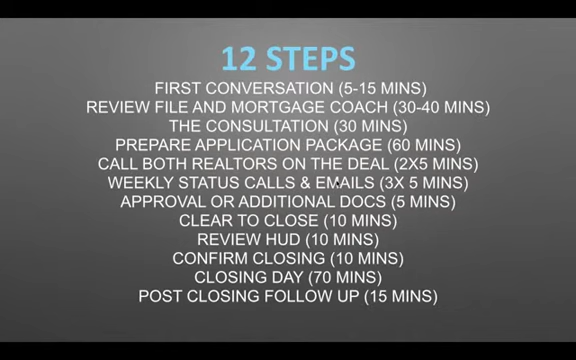 12 STEPS
FIRST CONVERSATION (5-15 MINS)
REVIEW FILE AND MORTGAGE COACH (30-40 MINS)
THE CONSULTATION (30 MINS)
PREPARE APPLICATION PACKAGE (60 MINS)
CALL BOTH REALTORS ON THE DEAL (2X5 MINS)
WEEKLY STATUS CALLS & EMAILS (3X 5 MINS)
APPROVAL OR ADDITIONAL DOCS (5 MINS)
CLEAR TO CLOSE (10 MINS)
REVIEW HUD (10 MINS)
CONFIRM CLOSING (10 MINS)
CLOSING DAY (70 MINS)
POST CLOSING FOLLOW UP (15 MINS)